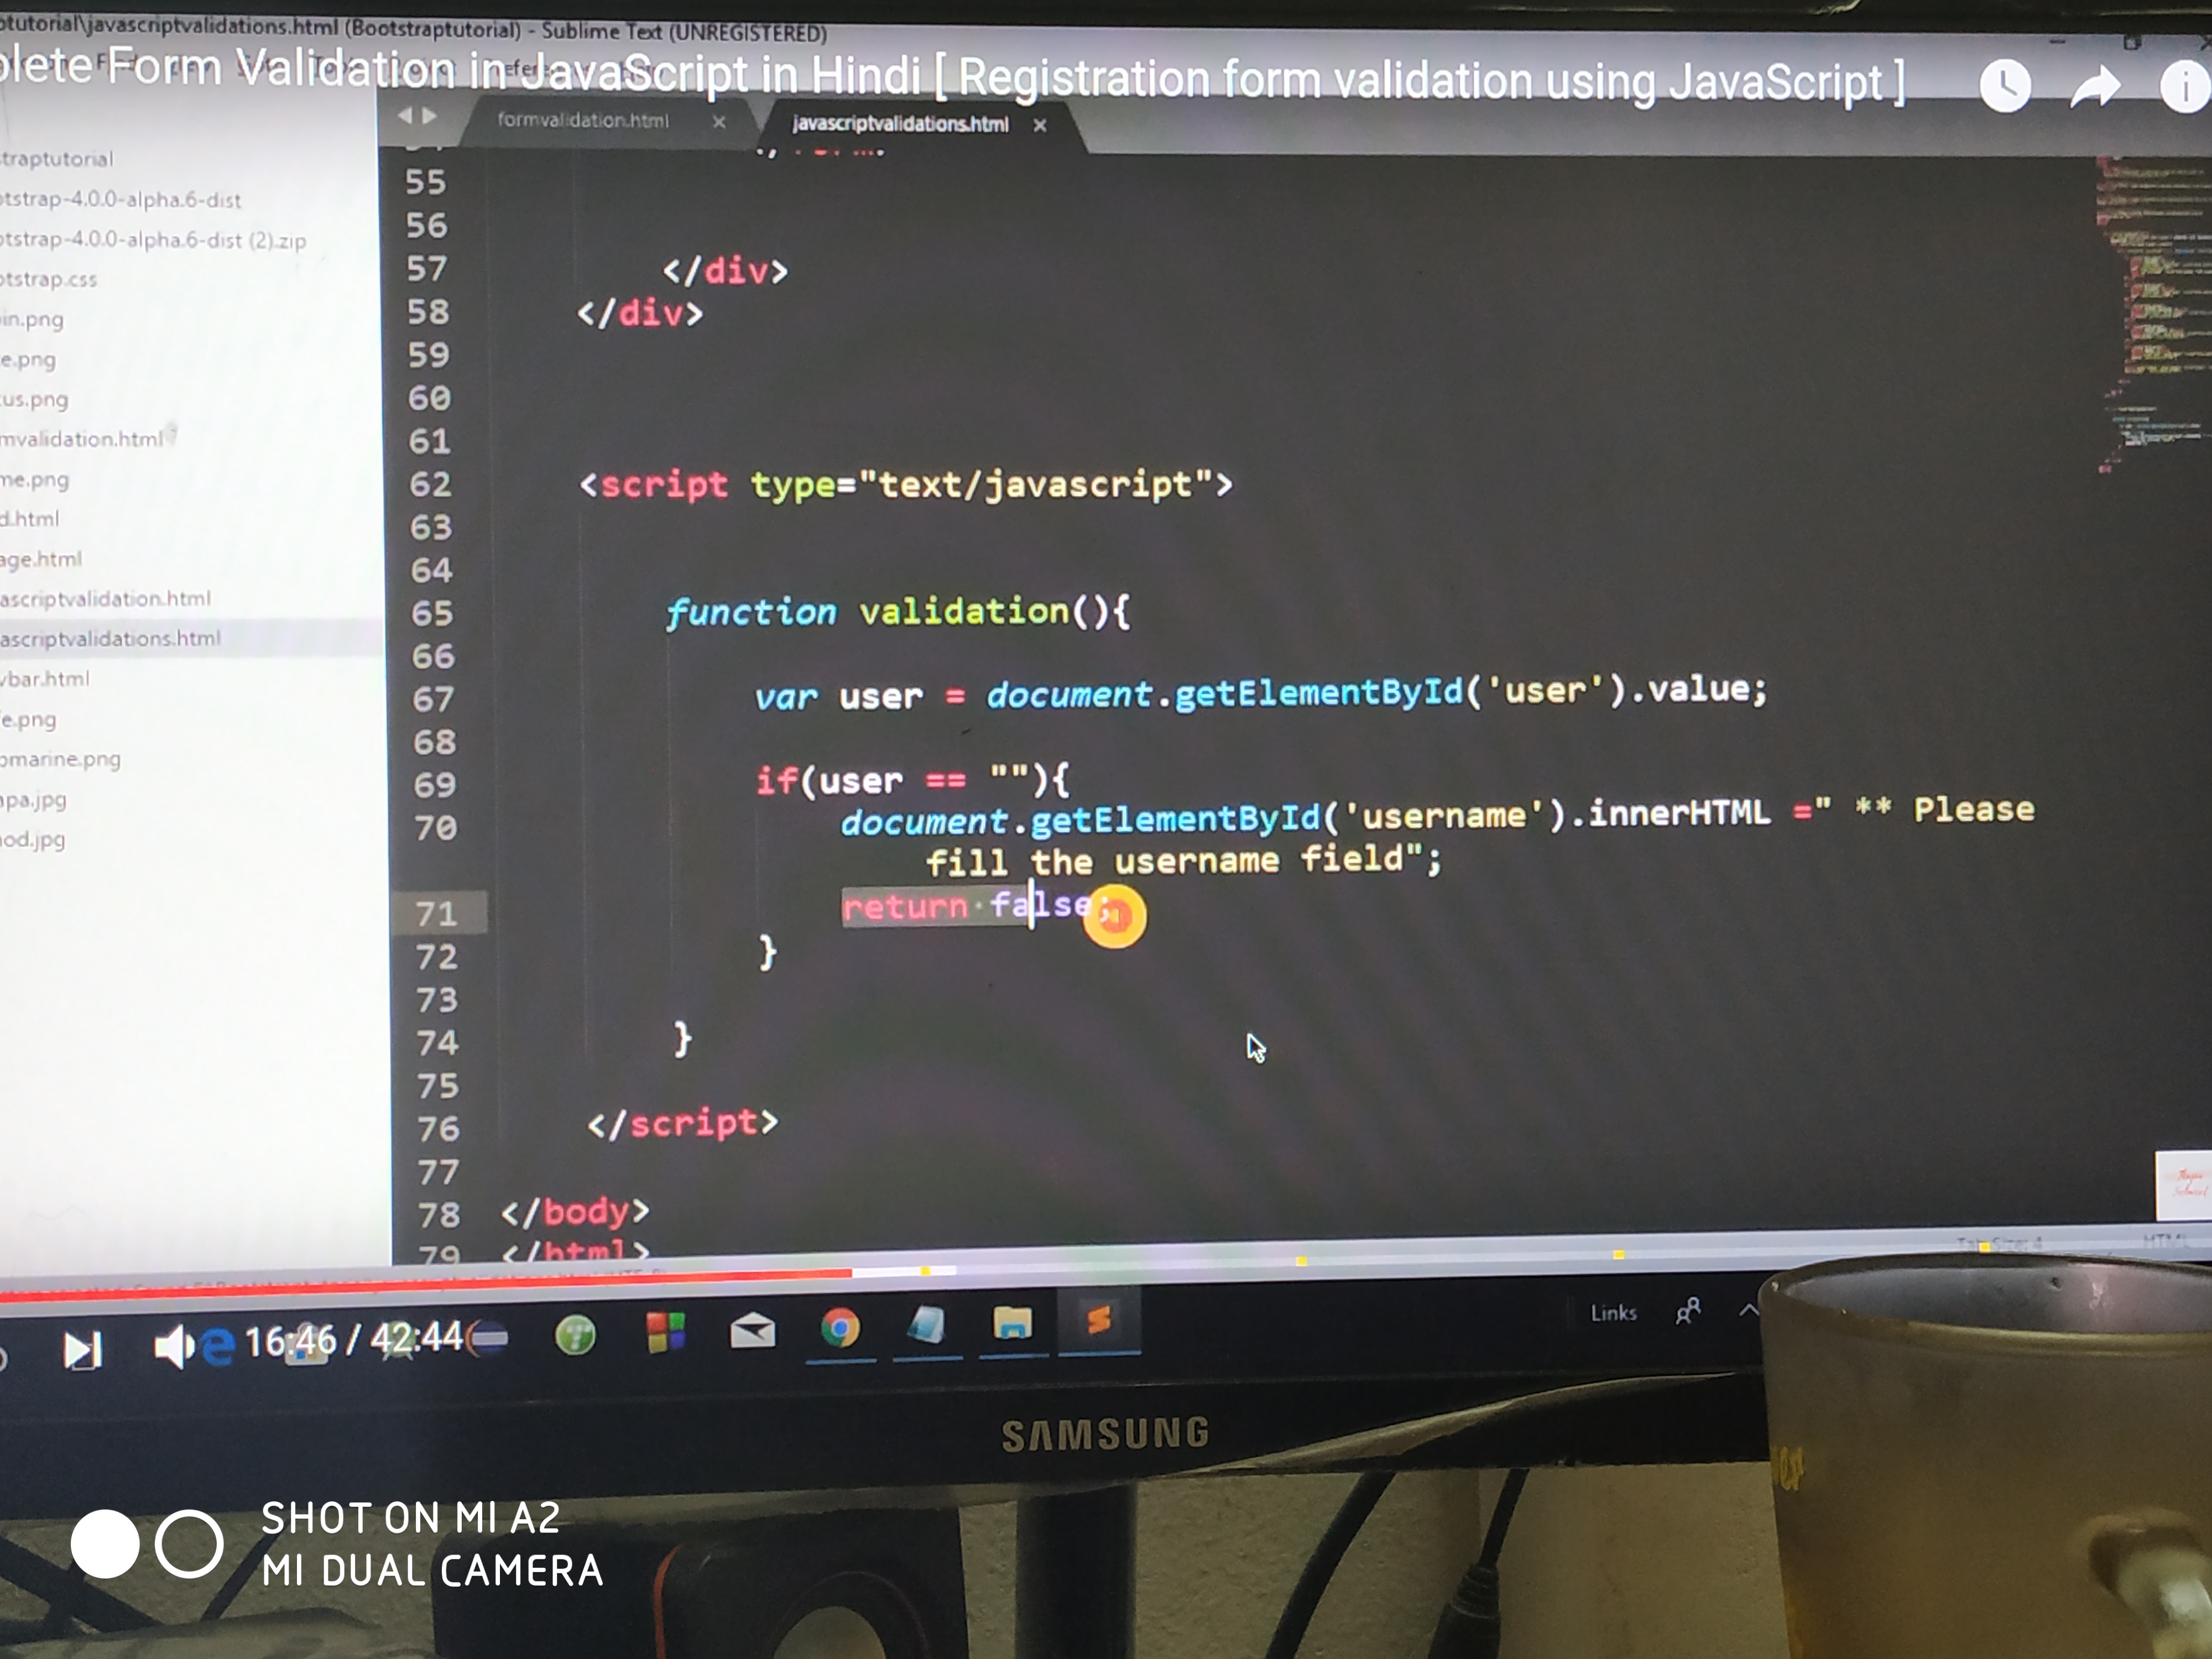 ptutorial\javascriptvalidations.html (Bootstraptutorial) - Sublime Text (UNREGISTERED)
plete Form Validation in JavaScript in Hindi [ Registration form validation using JavaScript ]
formvalidation.html × javascriptvalidations.html ×
traptutorial
otstrap-4.0.0-alpha.6-dist
otstrap-4.0.0-alpha.6-dist (2).zip
otstrap.css
in.png
e.png
us.png
mvalidation.html
me.png
d.html
age.html
ascriptvalidation.html
ascriptvalidations.html
vbar.html
e.png
omarine.png
apa.jpg
od.jpg
55
56
57 </div>
58 </div>
59
60
61
62 <script type="text/javascript">
63
64
65 function validation(){
66
67 var user = document.getElementById('user').value;
68
69 if(user == ""){
70 document.getElementById('username').innerHTML =" ** Please
fill the username field";
71 return false;
72 }
73
74 }
75
76 </script>
77
78 </body>
79 </html>
Tab Size: 4 HTML
16:46 / 42:44
Links
SAMSUNG
SHOT ON MI A2
MI DUAL CAMERA